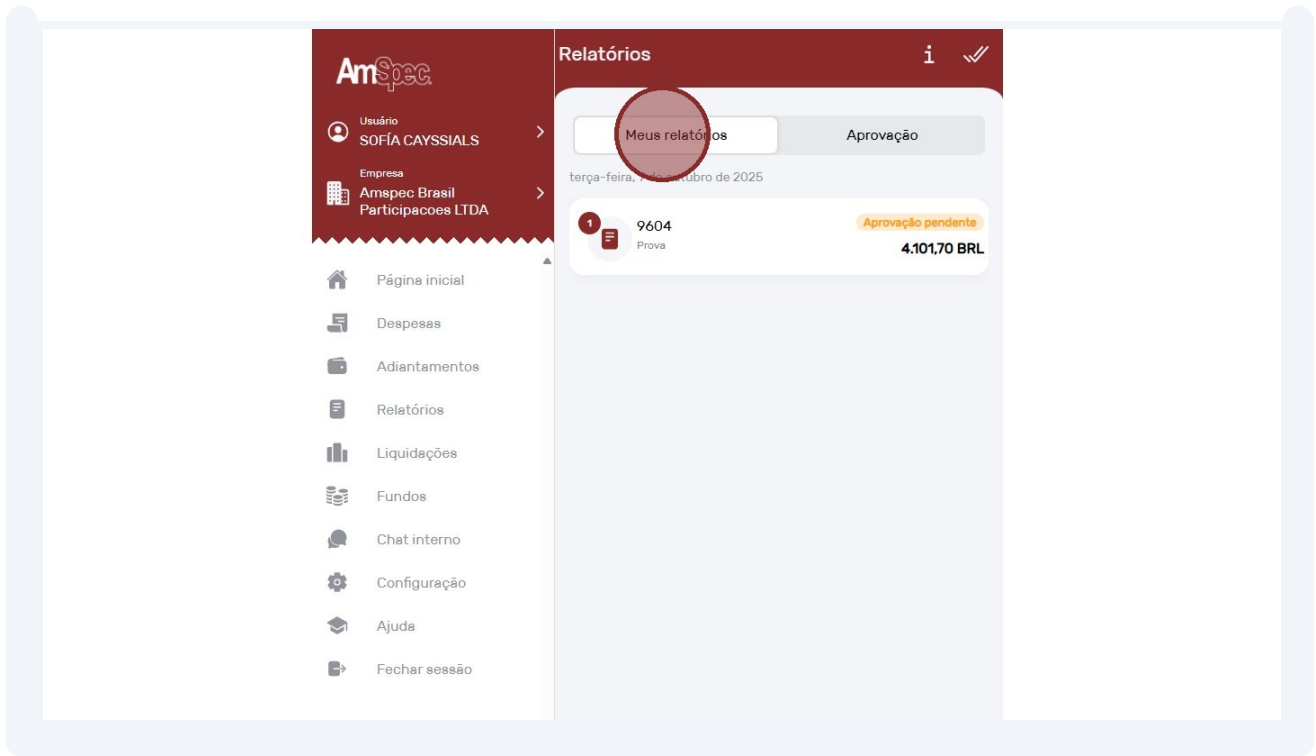 AmSpec
Usuário
SOFÍA CAYSSIALS
Empresa
Amspec Brasil
Participacoes LTDA
Página inicial
Despesas
Adiantamentos
Relatórios
Liquidações
Fundos
Chat interno
Configuração
Ajuda
Fechar sessão
Relatórios
i
Meus relatórios
Aprovação
terça-feira, 7 de outubro de 2025
1
9604
Prova
Aprovação pendente
4.101,70 BRL